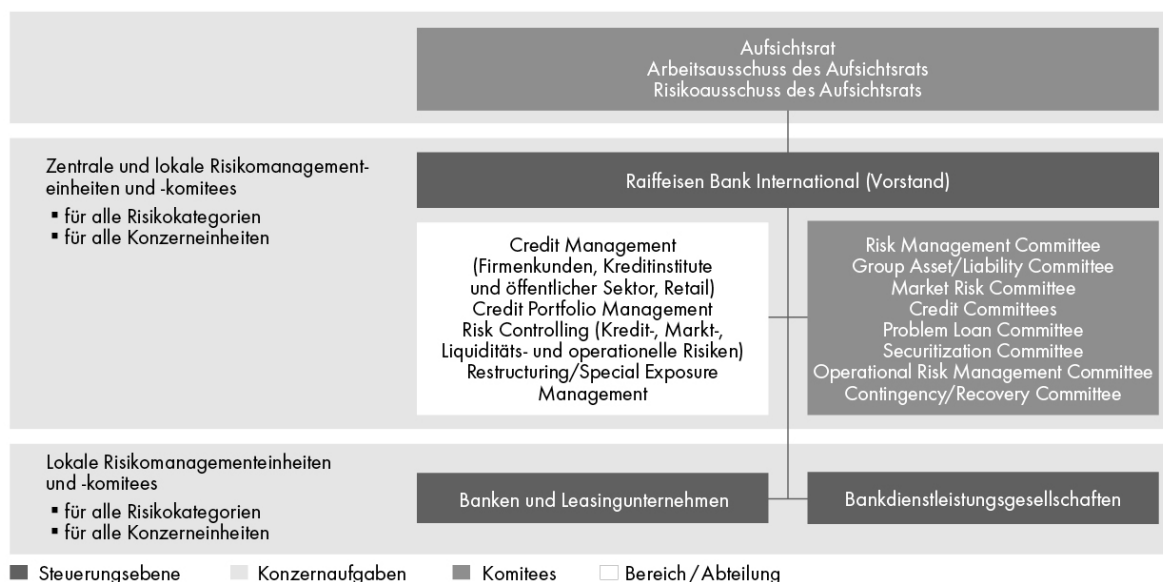 Aufsichtsrat
Arbeitsausschuss des Aufsichtsrats
Risikoausschuss des Aufsichtsrats
Zentrale und lokale Risikomanagement-
einheiten und -komitees
▪ für alle Risikokategorien
▪ für alle Konzerneinheiten
Raiffeisen Bank International (Vorstand)
Credit Management
(Firmenkunden, Kreditinstitute
und öffentlicher Sektor, Retail)
Credit Portfolio Management
Risk Controlling (Kredit-, Markt-,
Liquiditäts- und operationelle Risiken)
Restructuring/Special Exposure
Management
Risk Management Committee
Group Asset/Liability Committee
Market Risk Committee
Credit Committees
Problem Loan Committee
Securitization Committee
Operational Risk Management Committee
Contingency/Recovery Committee
Lokale Risikomanagementeinheiten
und -komitees
▪ für alle Risikokategorien
▪ für alle Konzerneinheiten
Banken und Leasingunternehmen
Bankdienstleistungsgesellschaften
Steuerungsebene
Konzernaufgaben
Komitees
Bereich/Abteilung